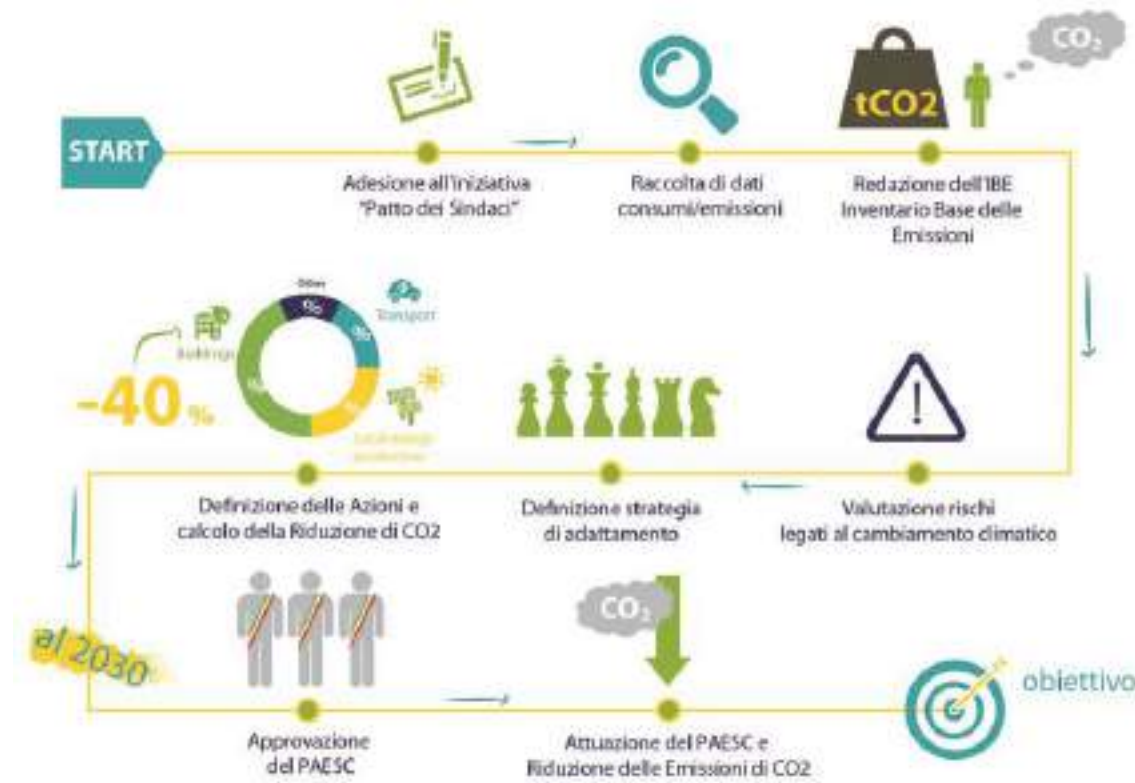 START
CO2
tCO2
Adesione all'iniziativa
"Patto dei Sindaci"
Raccolta di dati
consumi/emissioni
Redazione dell'IBE
Inventario Base delle
Emissioni
Other
%
Transport
%
Buildings
%
%
-40%
Valutazione rischi
legati al cambiamento climatico
Definizione strategia
di adattamento
Definizione delle Azioni e
calcolo della Riduzione di CO2
al 2030
CO2
Approvazione
del PAESC
Attuazione del PAESC e
Riduzione delle Emissioni di CO2
obiettivo